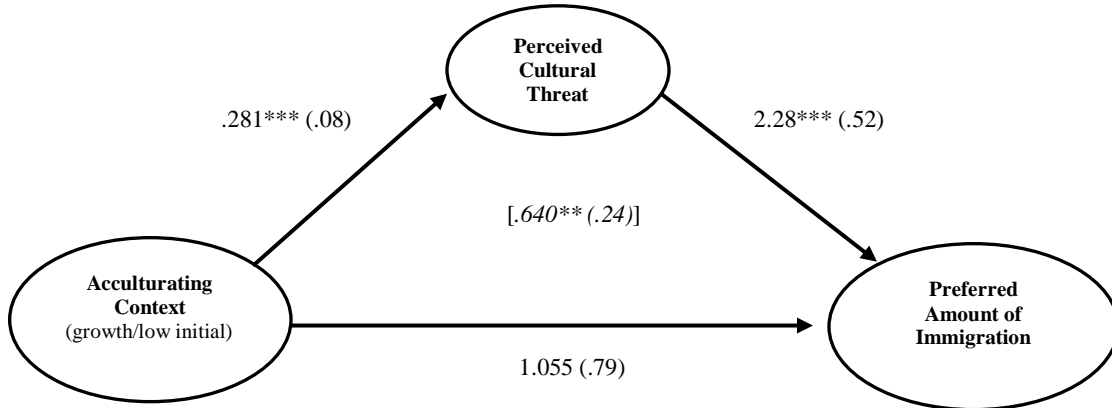 Perceived
Cultural
Threat
.281*** (.08)
2.28*** (.52)
[.640** (.24)]
Acculturating
Context
(growth/low initial)
Preferred
Amount of
Immigration
1.055 (.79)